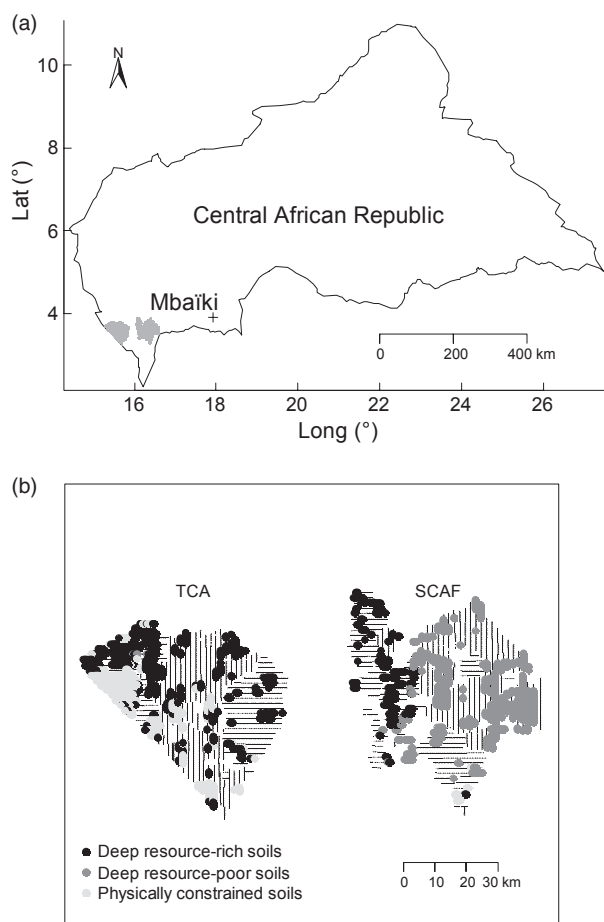 (a)
N
10
8
6
4
Lat (°)
Central African Republic
Mbaïki
0 200 400 km
16 18 20 22 24 26
Long (°)
(b)
TCA SCAF
Deep resource-rich soils
Deep resource-poor soils
Physically constrained soils
0 10 20 30 km